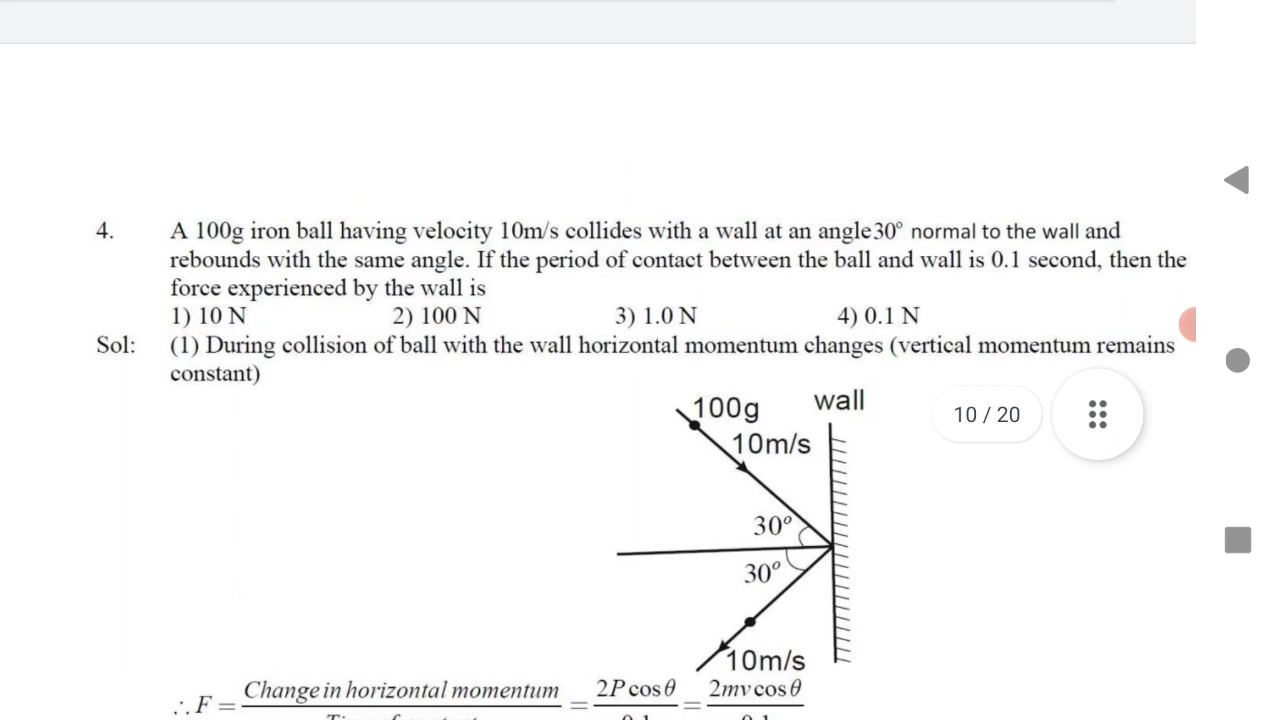 4. A 100g iron ball having velocity 10m/s collides with a wall at an angle30° normal to the wall and
rebounds with the same angle. If the period of contact between the ball and wall is 0.1 second, then the
force experienced by the wall is
1) 10 N 2) 100 N 3) 1.0 N 4) 0.1 N
Sol: (1) During collision of ball with the wall horizontal momentum changes (vertical momentum remains
constant)
100g wall
10 / 20
10m/s
30°
30°
10m/s
∴ F = Change in horizontal momentum = 2P cos θ = 2mv cos θ